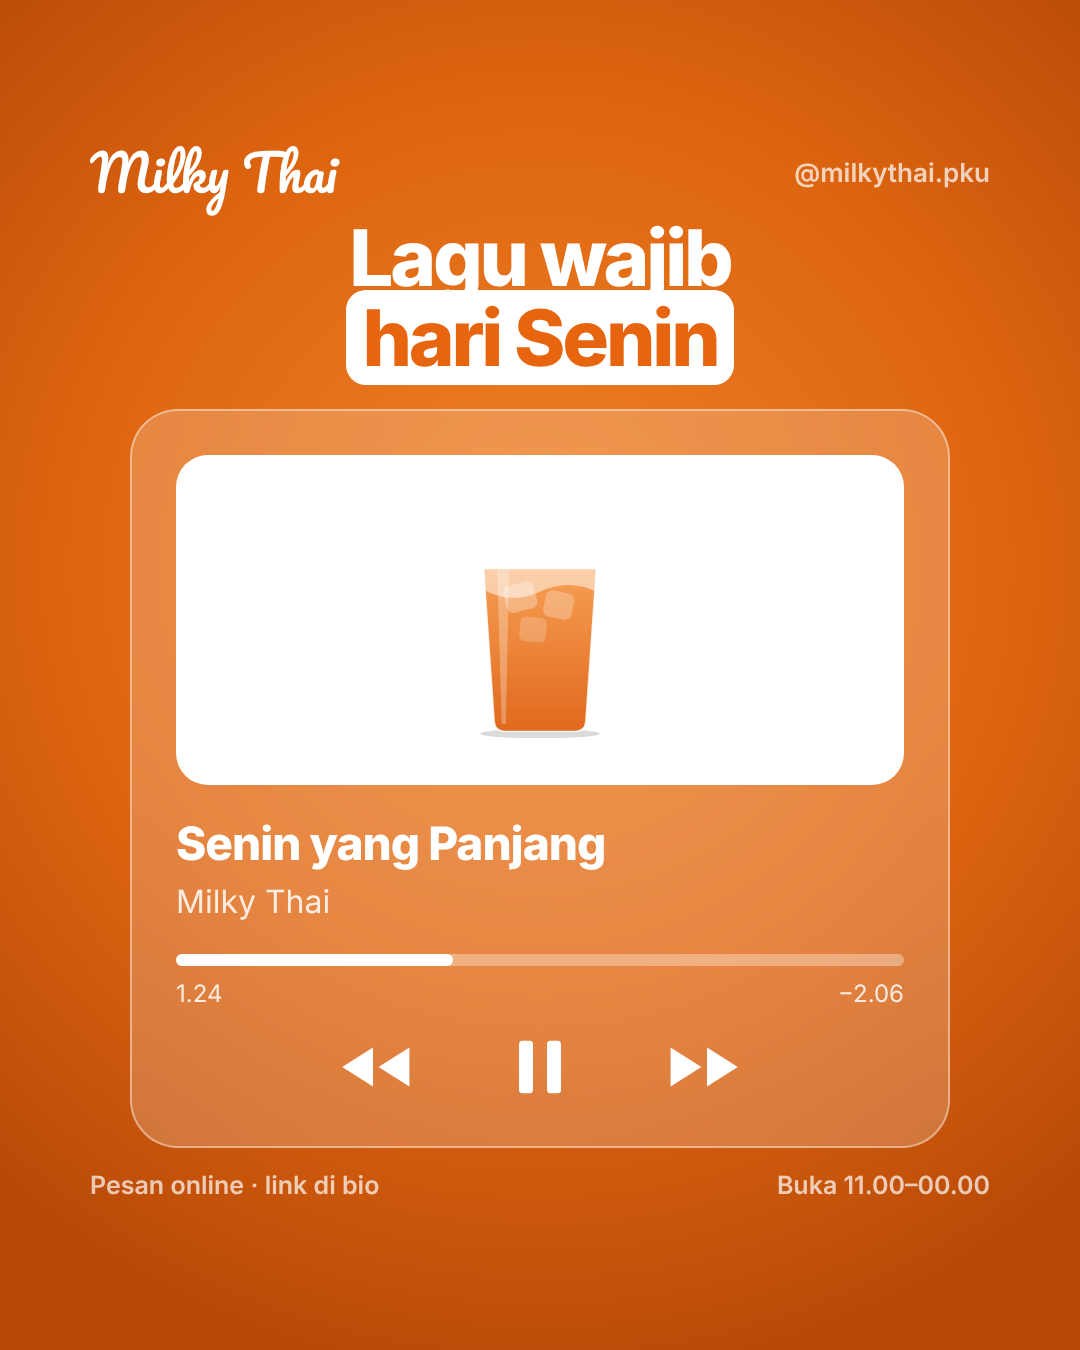 Milky Thai
@milkythai.pku
Lagu wajib
hari Senin
Senin yang Panjang
Milky Thai
1.24
−2.06
Pesan online · link di bio
Buka 11.00–00.00